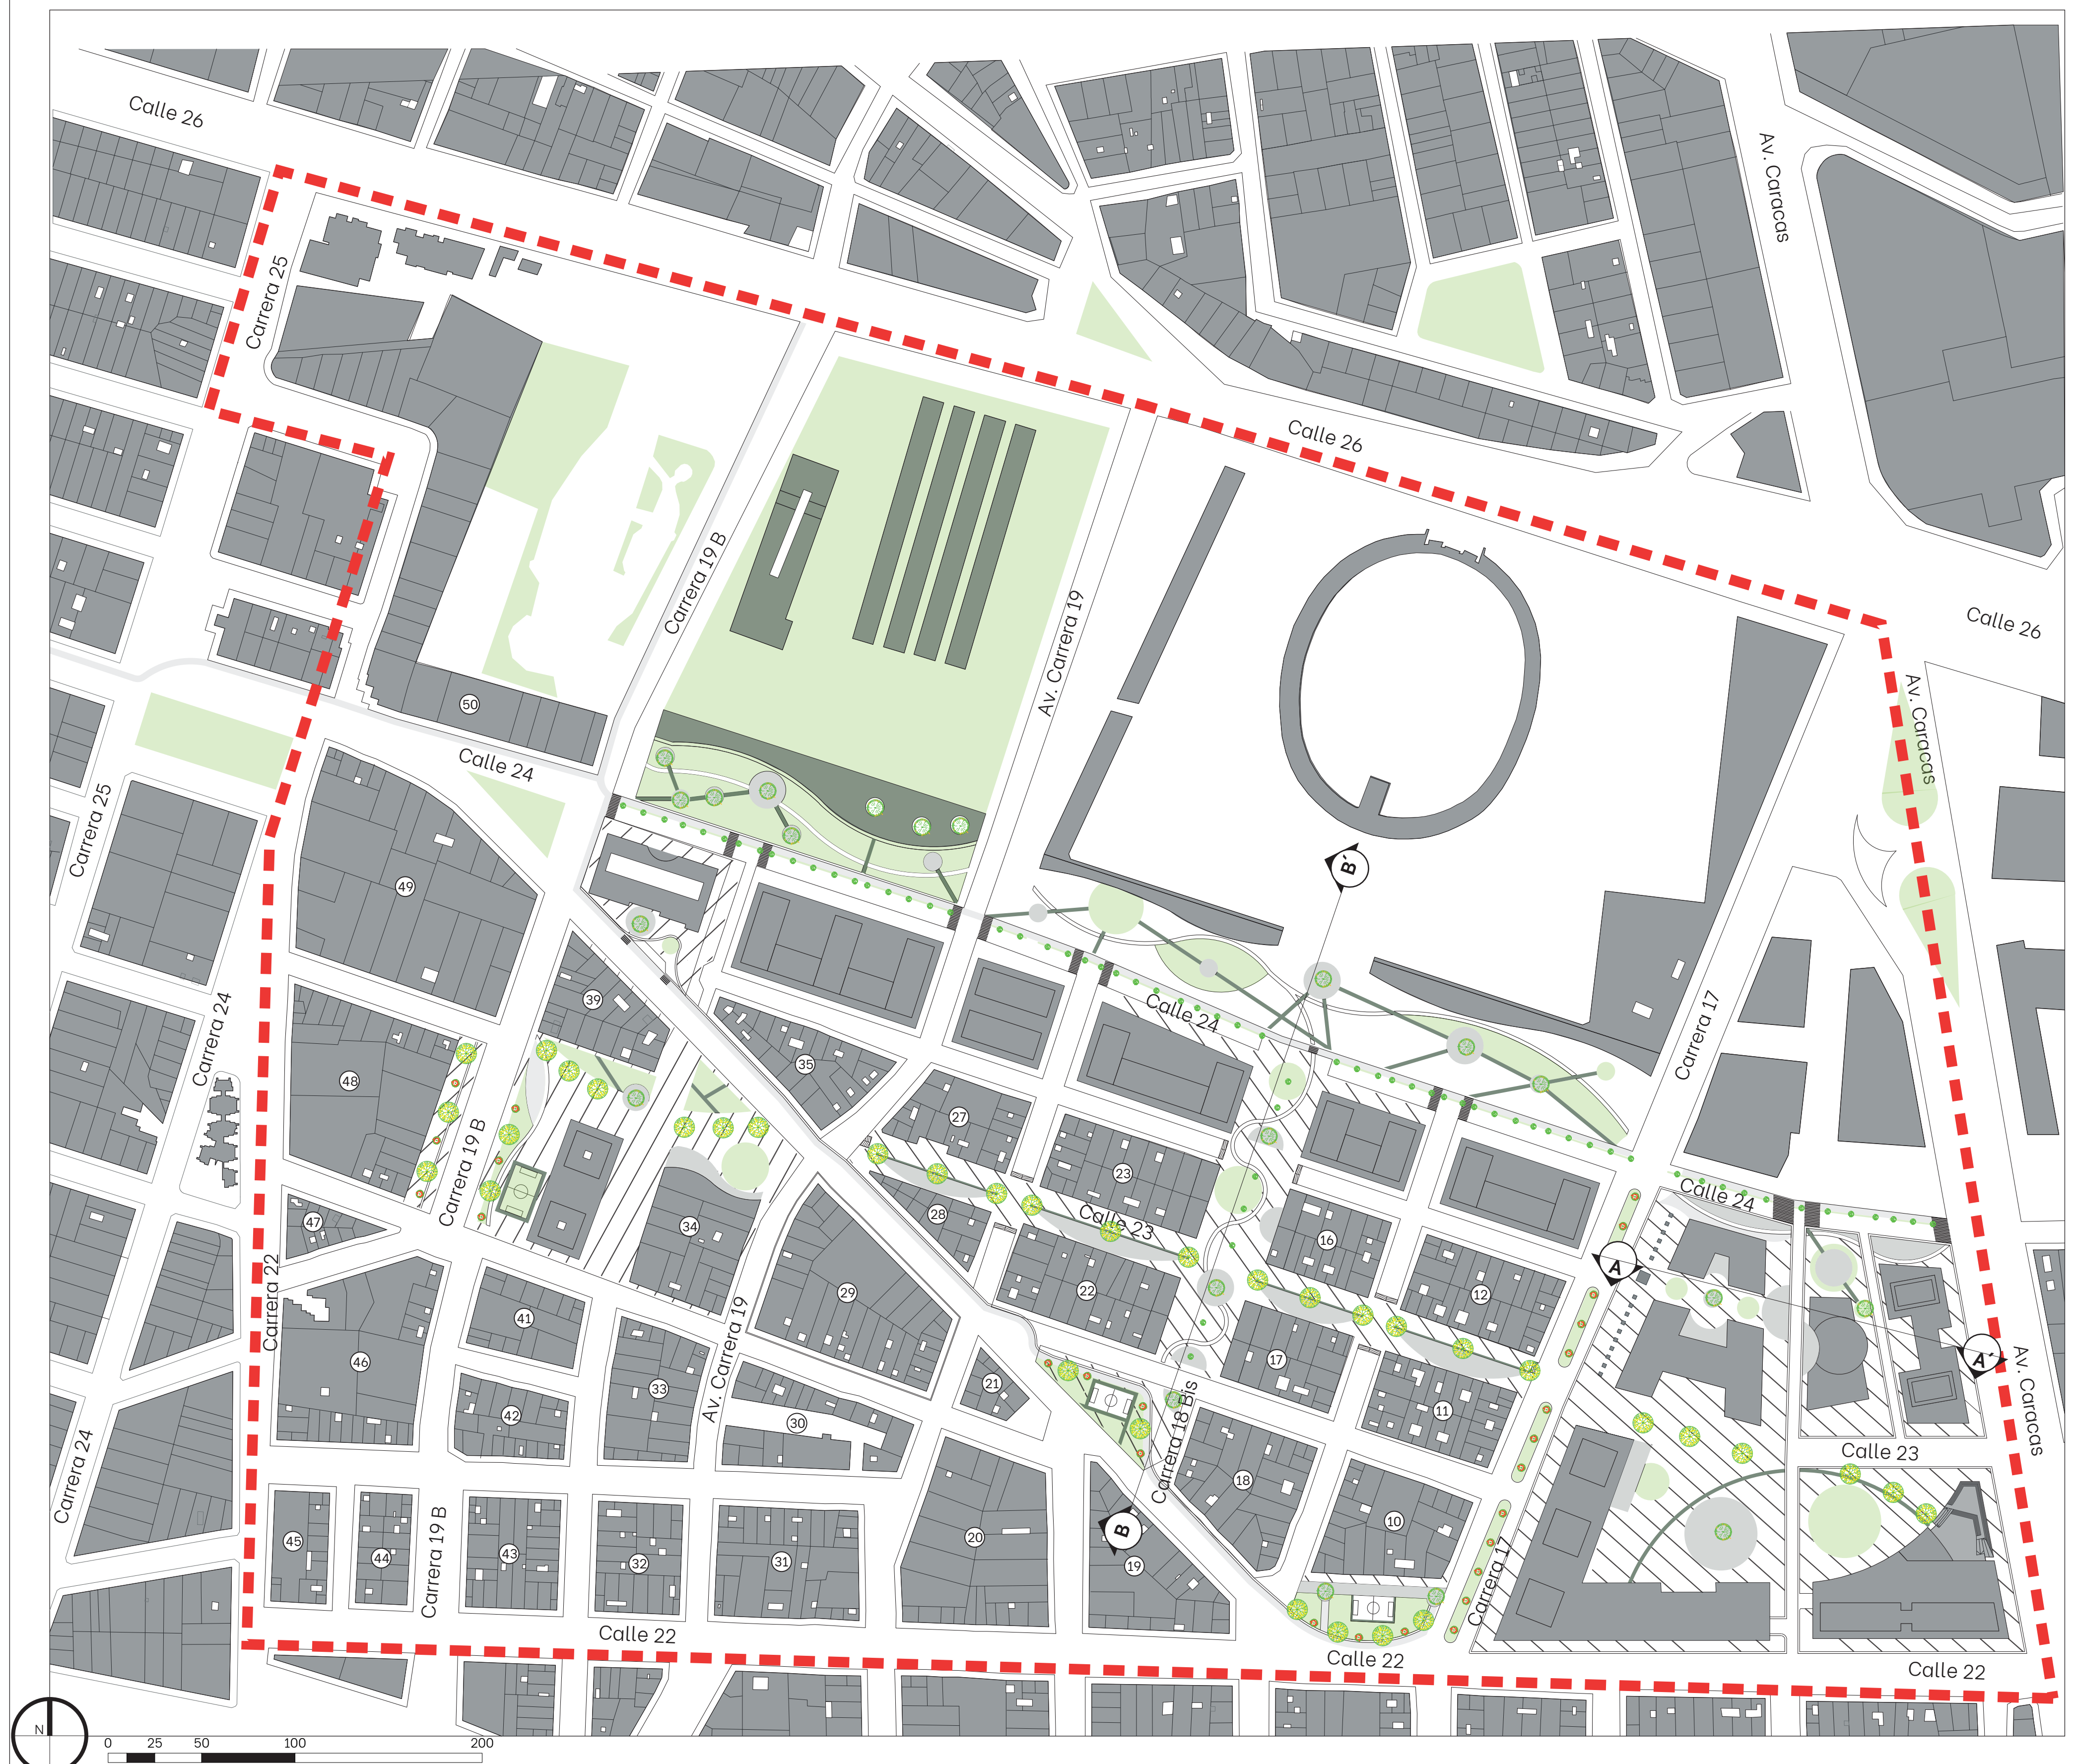 Calle 26
Av. Caracas
Carrera 25
Calle 26
Carrera 19 B
Av. Carrera 19
Calle 26
Av. Caracas
50
Calle 24
Carrera 25
49
B´
39
Calle 24
Carrera 24
Carrera 17
35
48
27
23
Carrera 19 B
Calle 24
47
34
28
Calle 23
16
A
Carrera 22
29
22
12
41
Av. Carrera 19
46
17
A´
Av. Caracas
33
21
42
30
Carrera 18 Bis
11
Calle 23
Carrera 24
18
10
B
20
45
44
Carrera 19 B
43
32
31
19
Carrera 17
Calle 22
Calle 22
Calle 22
N
0 25 50 100 200